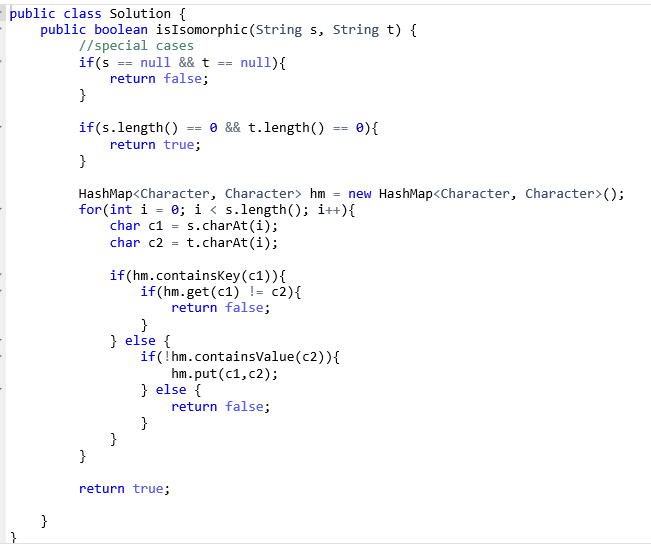 public class Solution {
    public boolean isIsomorphic(String s, String t) {
        //special cases
        if(s == null && t == null){
            return false;
        }

        if(s.length() == 0 && t.length() == 0){
            return true;
        }

        HashMap<Character, Character> hm = new HashMap<Character, Character>();
        for(int i = 0; i < s.length(); i++){
            char c1 = s.charAt(i);
            char c2 = t.charAt(i);

            if(hm.containsKey(c1)){
                if(hm.get(c1) != c2){
                    return false;
                }
            } else {
                if(!hm.containsValue(c2)){
                    hm.put(c1,c2);
                } else {
                    return false;
                }
            }
        }

        return true;

    }
}